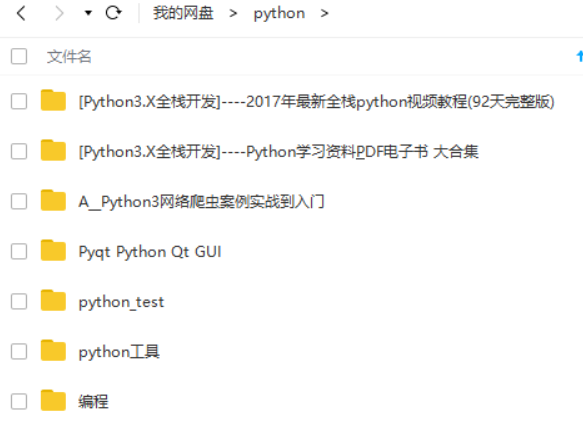 我的网盘 > python >
文件名
[Python3.X全栈开发]----2017年最新全栈python视频教程(92天完整版)
[Python3.X全栈开发]----Python学习资料PDF电子书 大合集
A__Python3网络爬虫案例实战到入门
Pyqt Python Qt GUI
python_test
python工具
编程